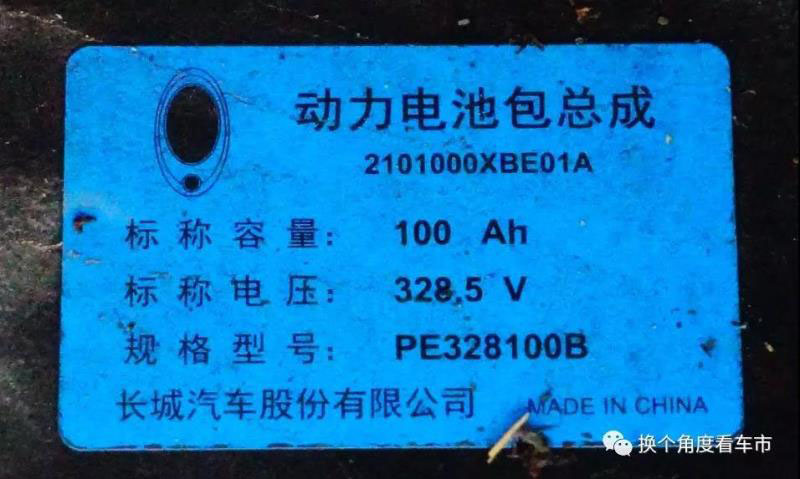 动力电池包总成
2101000XBE01A
标称容量： 100 Ah
标称电压： 328.5 V
规格型号： PE328100B
长城汽车股份有限公司 MADE IN CHINA
换个角度看车市